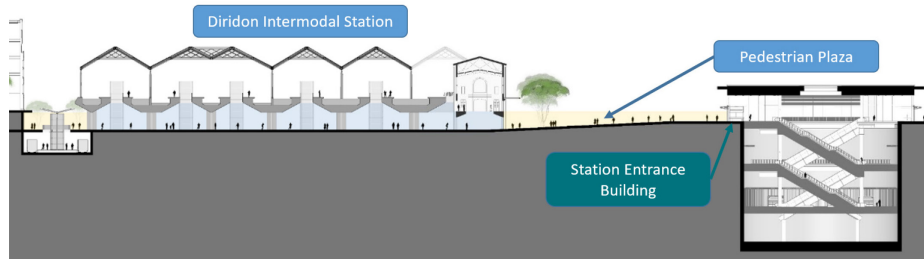 Diridon Intermodal Station
Pedestrian Plaza
Station Entrance
Building